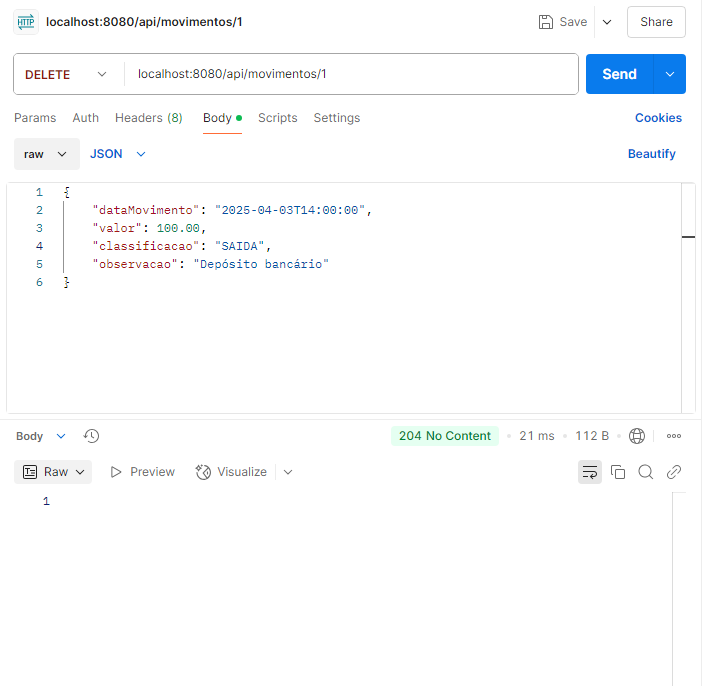 HTTP localhost:8080/api/movimentos/1 Save Share
DELETE localhost:8080/api/movimentos/1 Send
Params Auth Headers (8) Body Scripts Settings Cookies
raw JSON Beautify
1 {
2 "dataMovimento": "2025-04-03T14:00:00",
3 "valor": 100.00,
4 "classificacao": "SAIDA",
5 "observacao": "Depósito bancário"
6 }
Body 204 No Content • 21 ms • 112 B •
Raw Preview Visualize
1